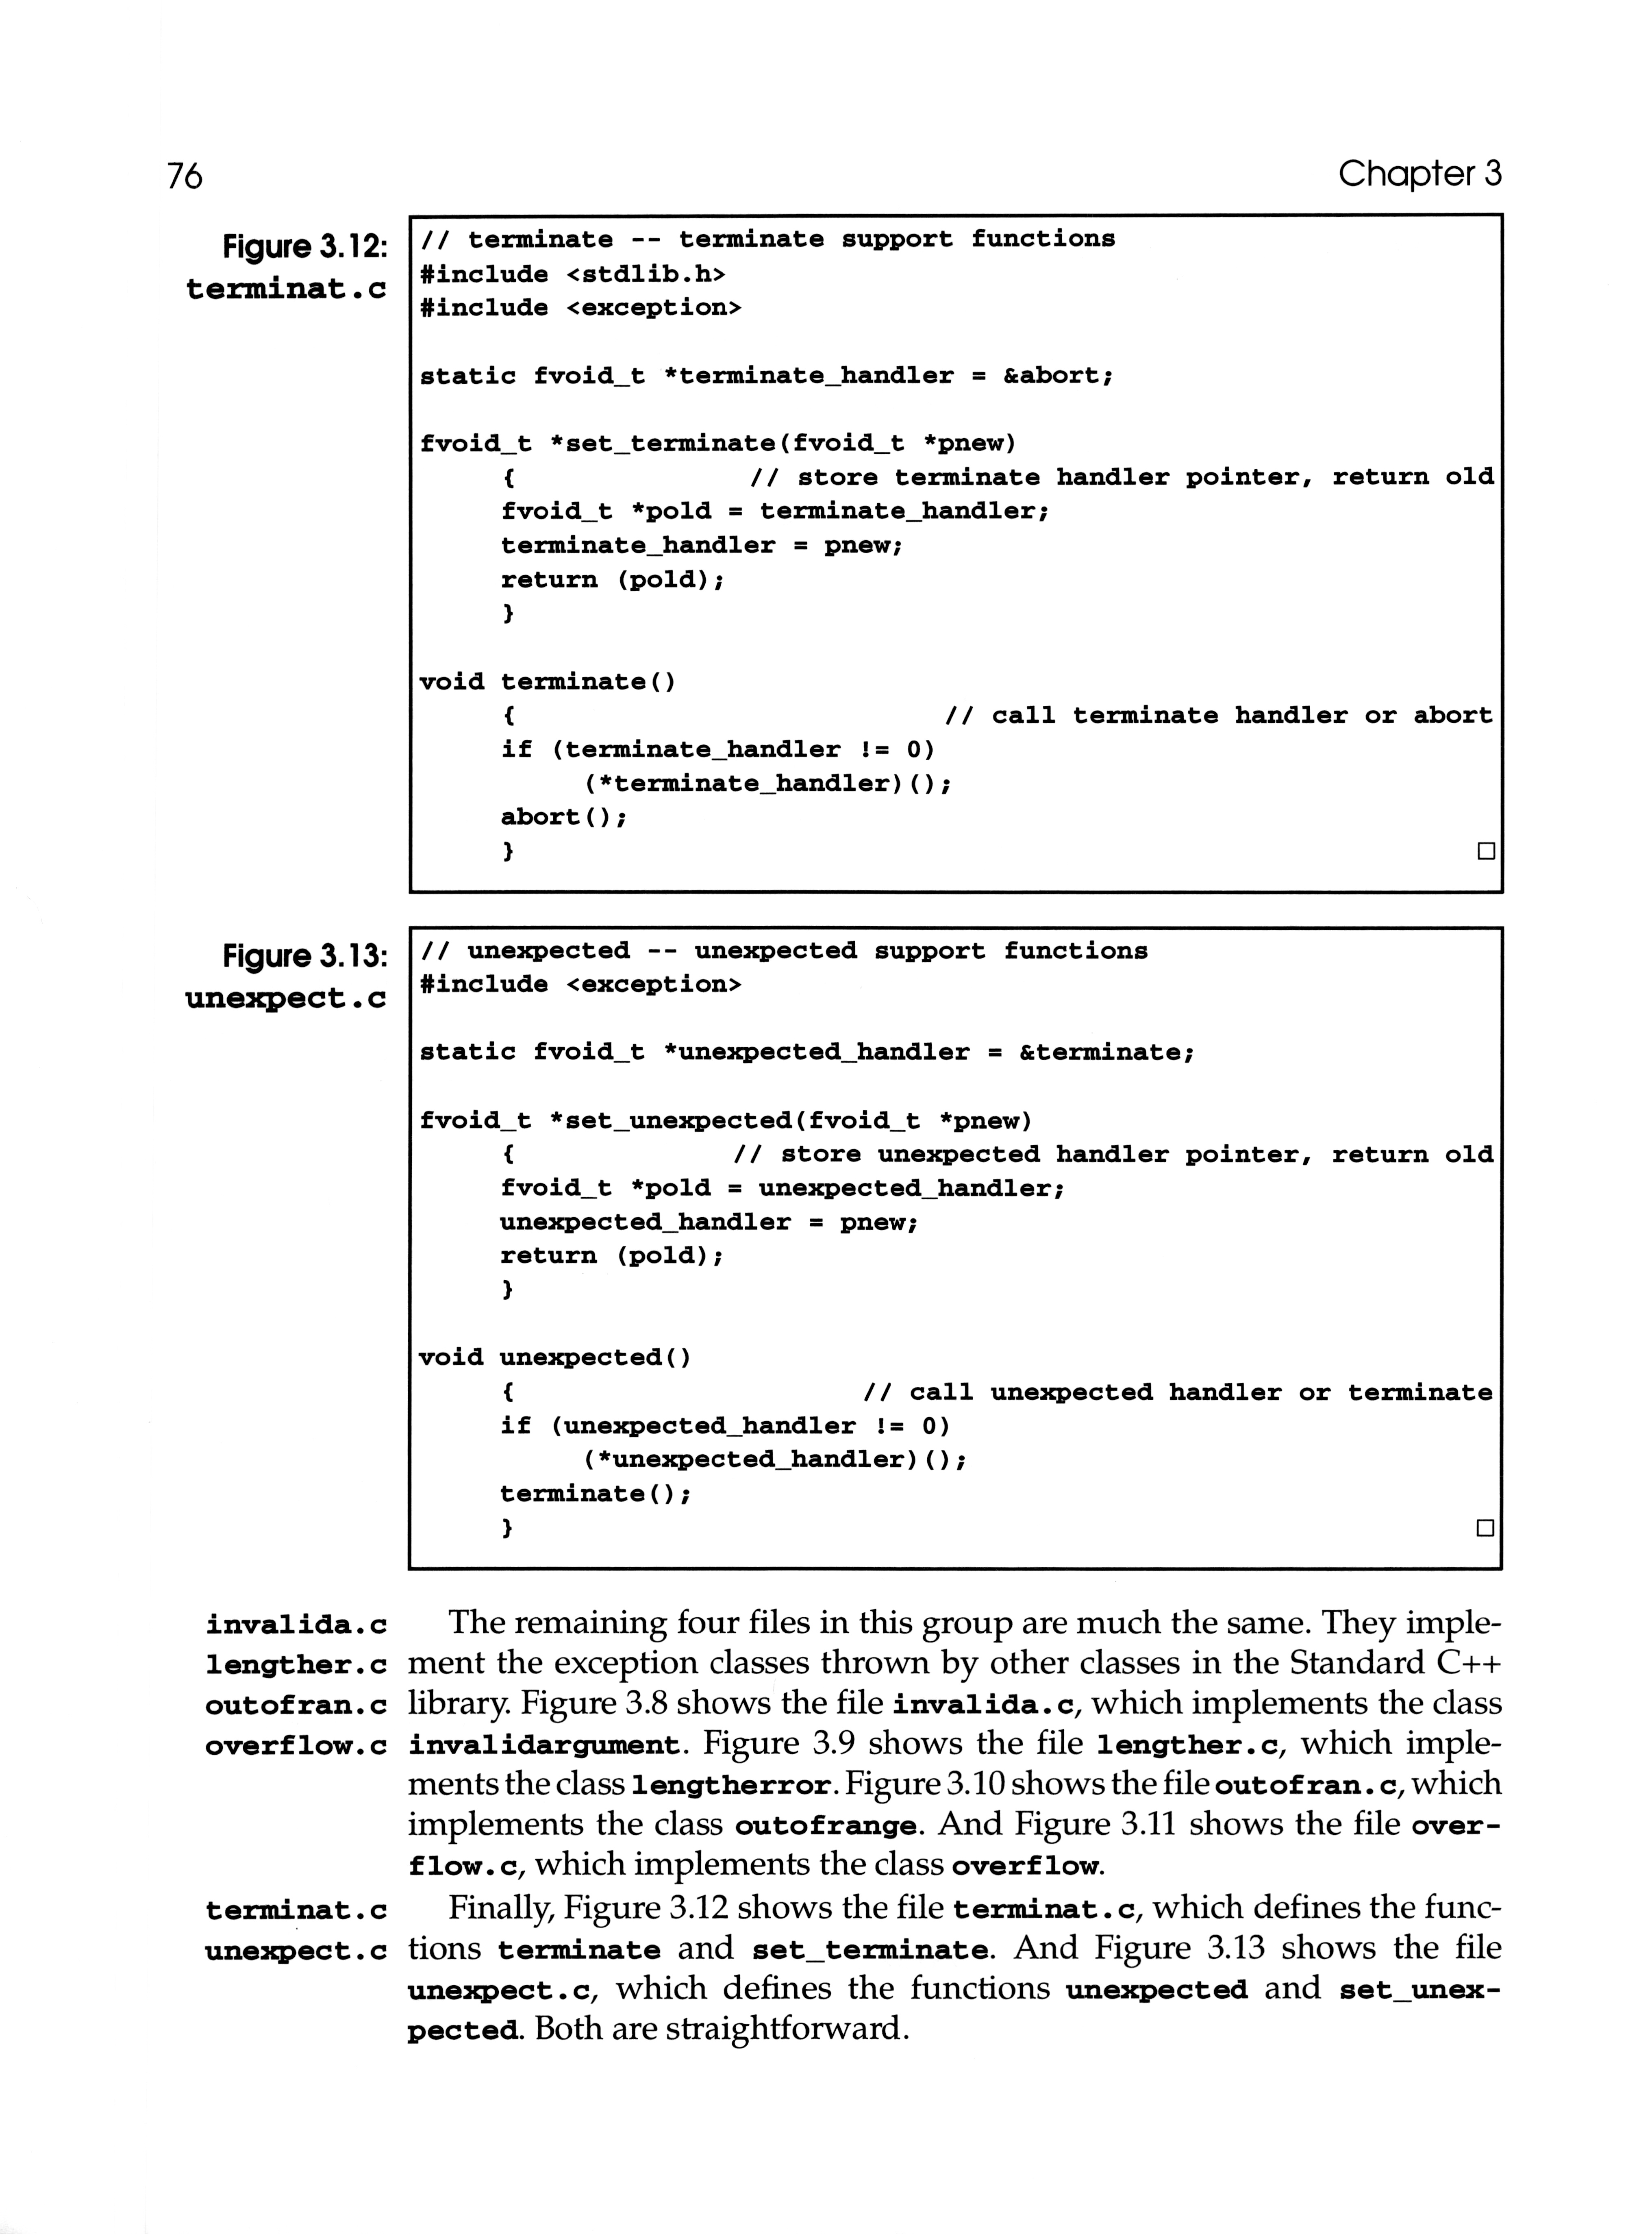 76 Chapter 3
Figure 3.12:
terminat.c
// terminate -- terminate support functions
#include <stdlib.h>
#include <exception>
static fvoid_t *terminate_handler = &abort;
fvoid_t *set_terminate(fvoid_t *pnew)
{ // store terminate handler pointer, return old
fvoid_t *pold = terminate_handler;
terminate_handler = pnew;
return (pold);
}
void terminate()
{ // call terminate handler or abort
if (terminate_handler != 0)
(*terminate_handler)();
abort();
} □
Figure 3.13:
unexpect.c
// unexpected -- unexpected support functions
#include <exception>
static fvoid_t *unexpected_handler = &terminate;
fvoid_t *set_unexpected(fvoid_t *pnew)
{ // store unexpected handler pointer, return old
fvoid_t *pold = unexpected_handler;
unexpected_handler = pnew;
return (pold);
}
void unexpected()
{ // call unexpected handler or terminate
if (unexpected_handler != 0)
(*unexpected_handler)();
terminate();
} □
invalida.c
lengther.c
outofran.c
overflow.c
The remaining four files in this group are much the same. They imple-
ment the exception classes thrown by other classes in the Standard C++
library. Figure 3.8 shows the file invalida.c, which implements the class
invalidargument. Figure 3.9 shows the file lengther.c, which imple-
ments the class lengtherror. Figure 3.10 shows the file outofran.c, which
implements the class outofrange. And Figure 3.11 shows the file over-
flow.c, which implements the class overflow.
terminat.c
unexpect.c
Finally, Figure 3.12 shows the file terminat.c, which defines the func-
tions terminate and set_terminate. And Figure 3.13 shows the file
unexpect.c, which defines the functions unexpected and set_unex-
pected. Both are straightforward.